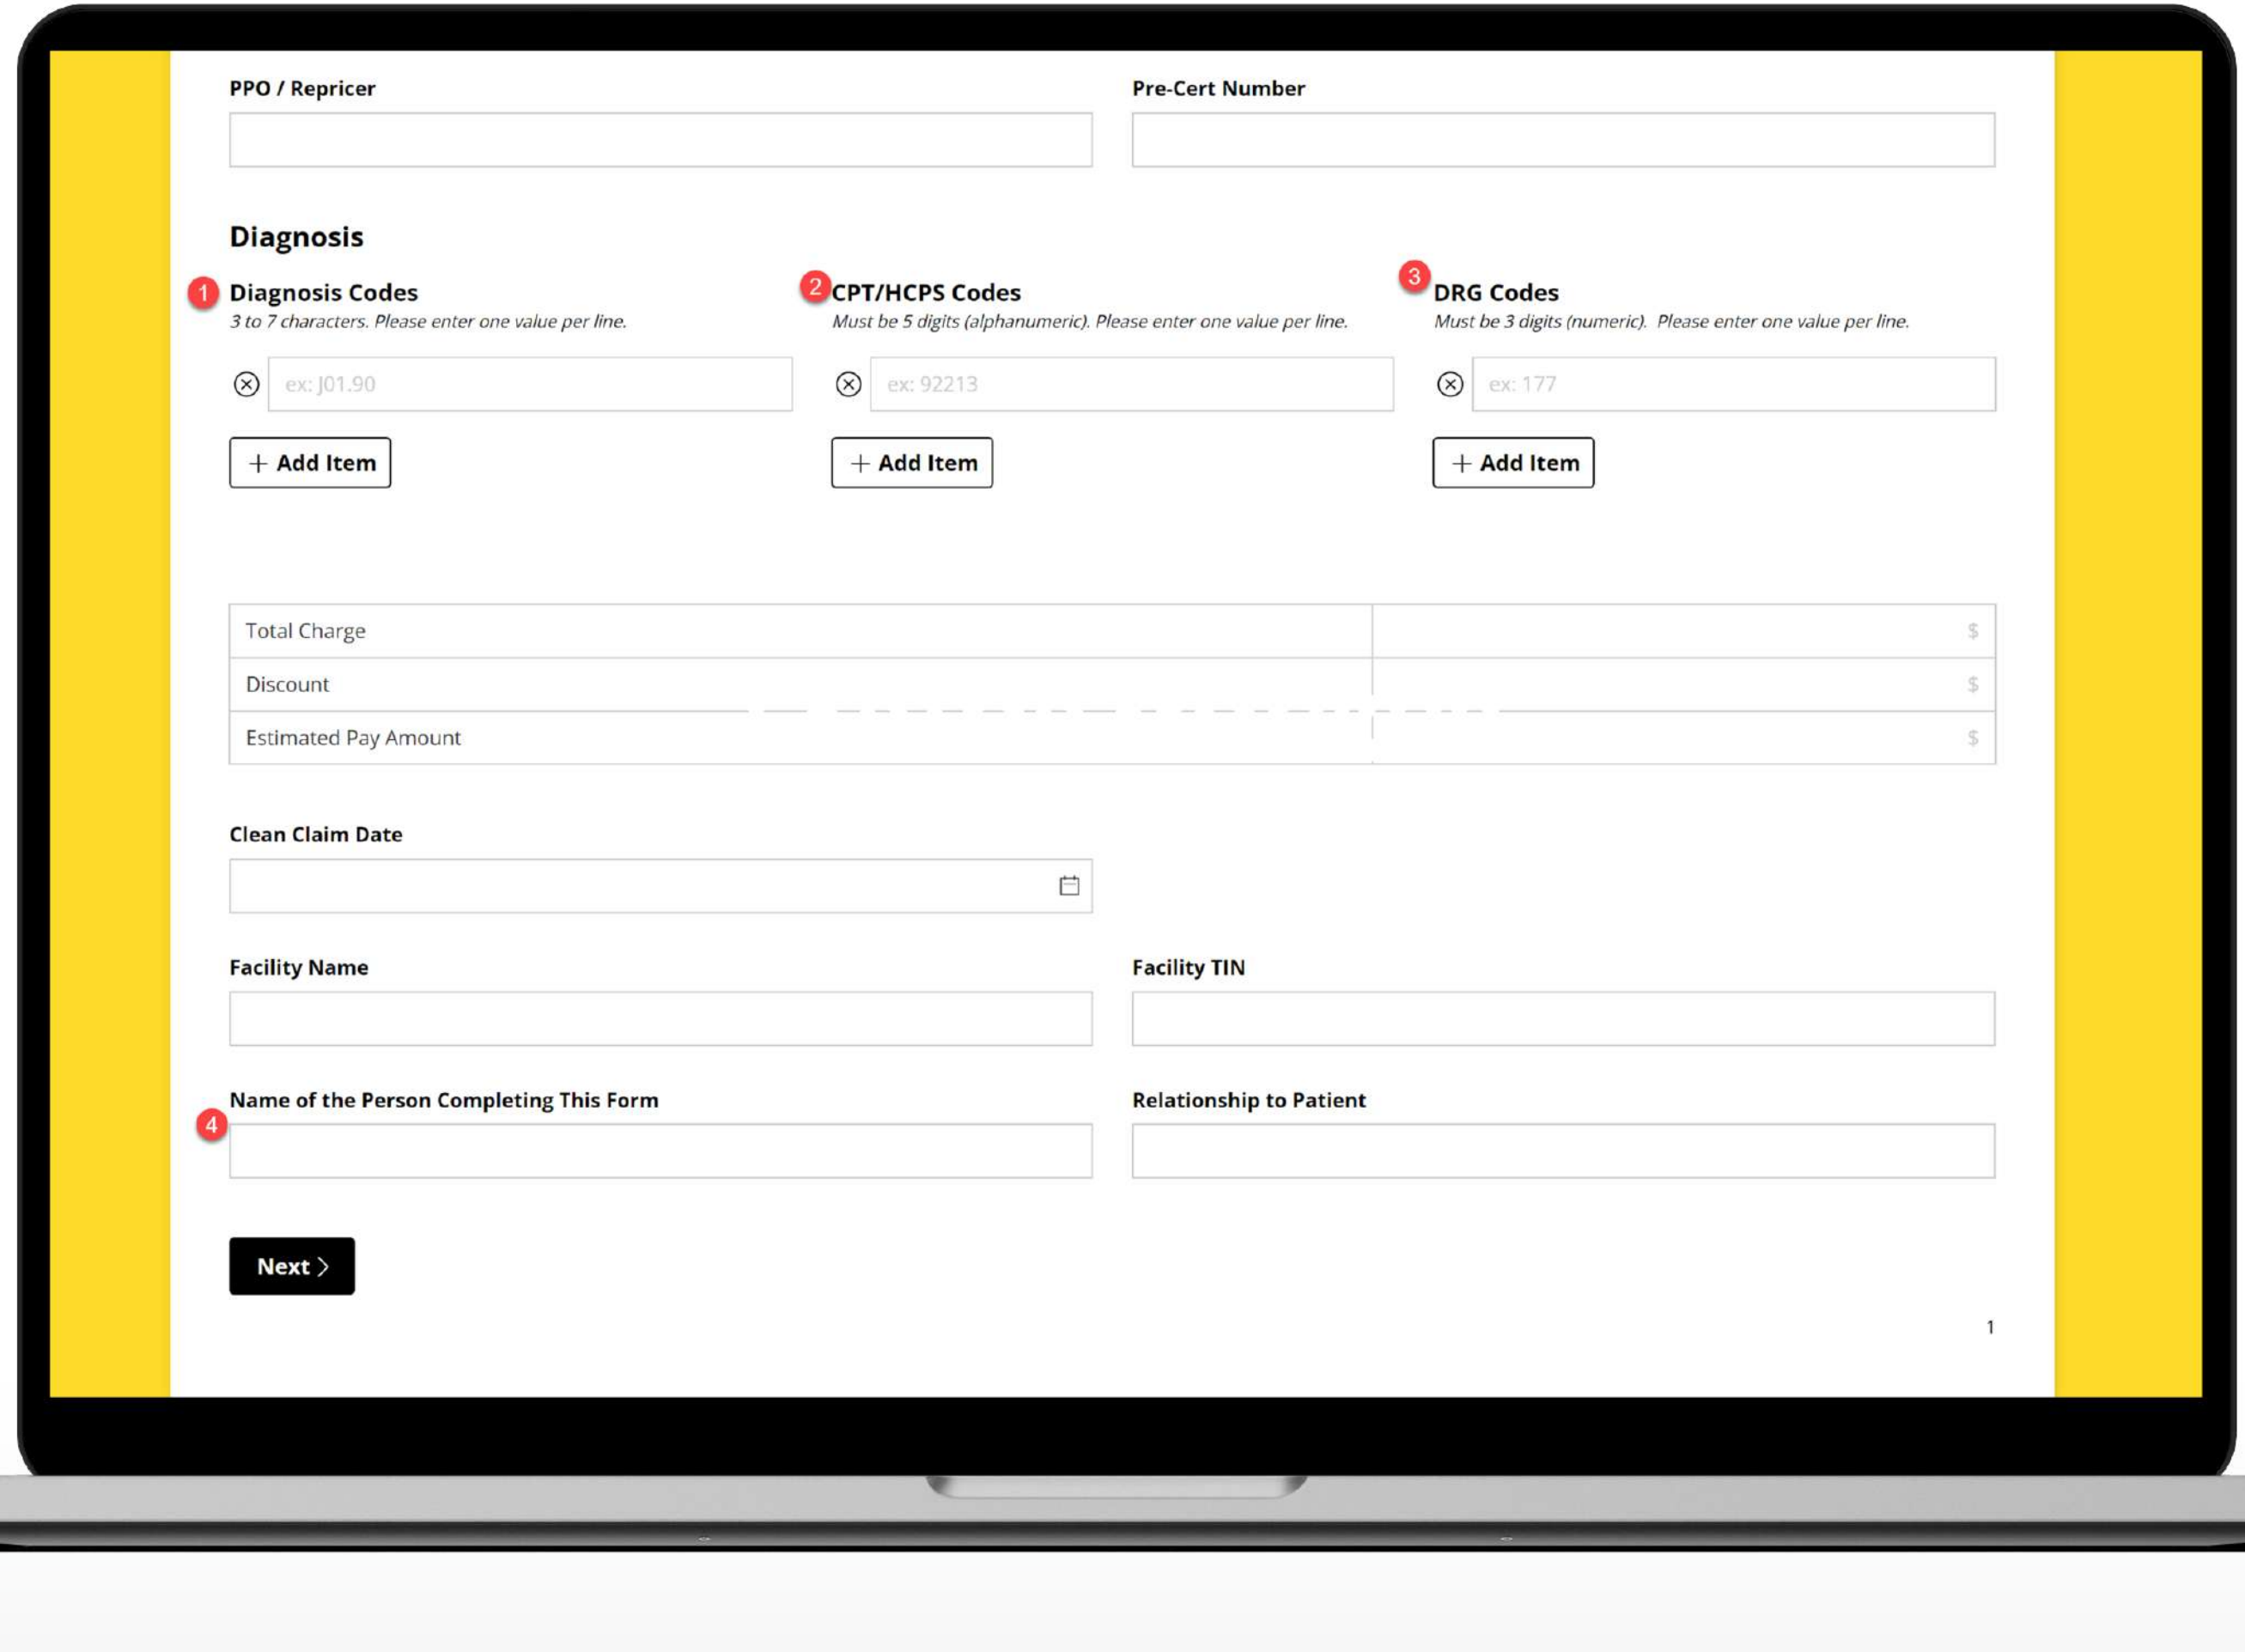 PPO / Repricer
Pre-Cert Number
Diagnosis
1 Diagnosis Codes
3 to 7 characters. Please enter one value per line.
ex: J01.90
+ Add Item
2 CPT/HCPS Codes
Must be 5 digits (alphanumeric). Please enter one value per line.
ex: 92213
+ Add Item
3 DRG Codes
Must be 3 digits (numeric). Please enter one value per line.
ex: 177
+ Add Item
Total Charge $
Discount $
Estimated Pay Amount $
Clean Claim Date
Facility Name
Facility TIN
Name of the Person Completing This Form
4
Relationship to Patient
Next >
1